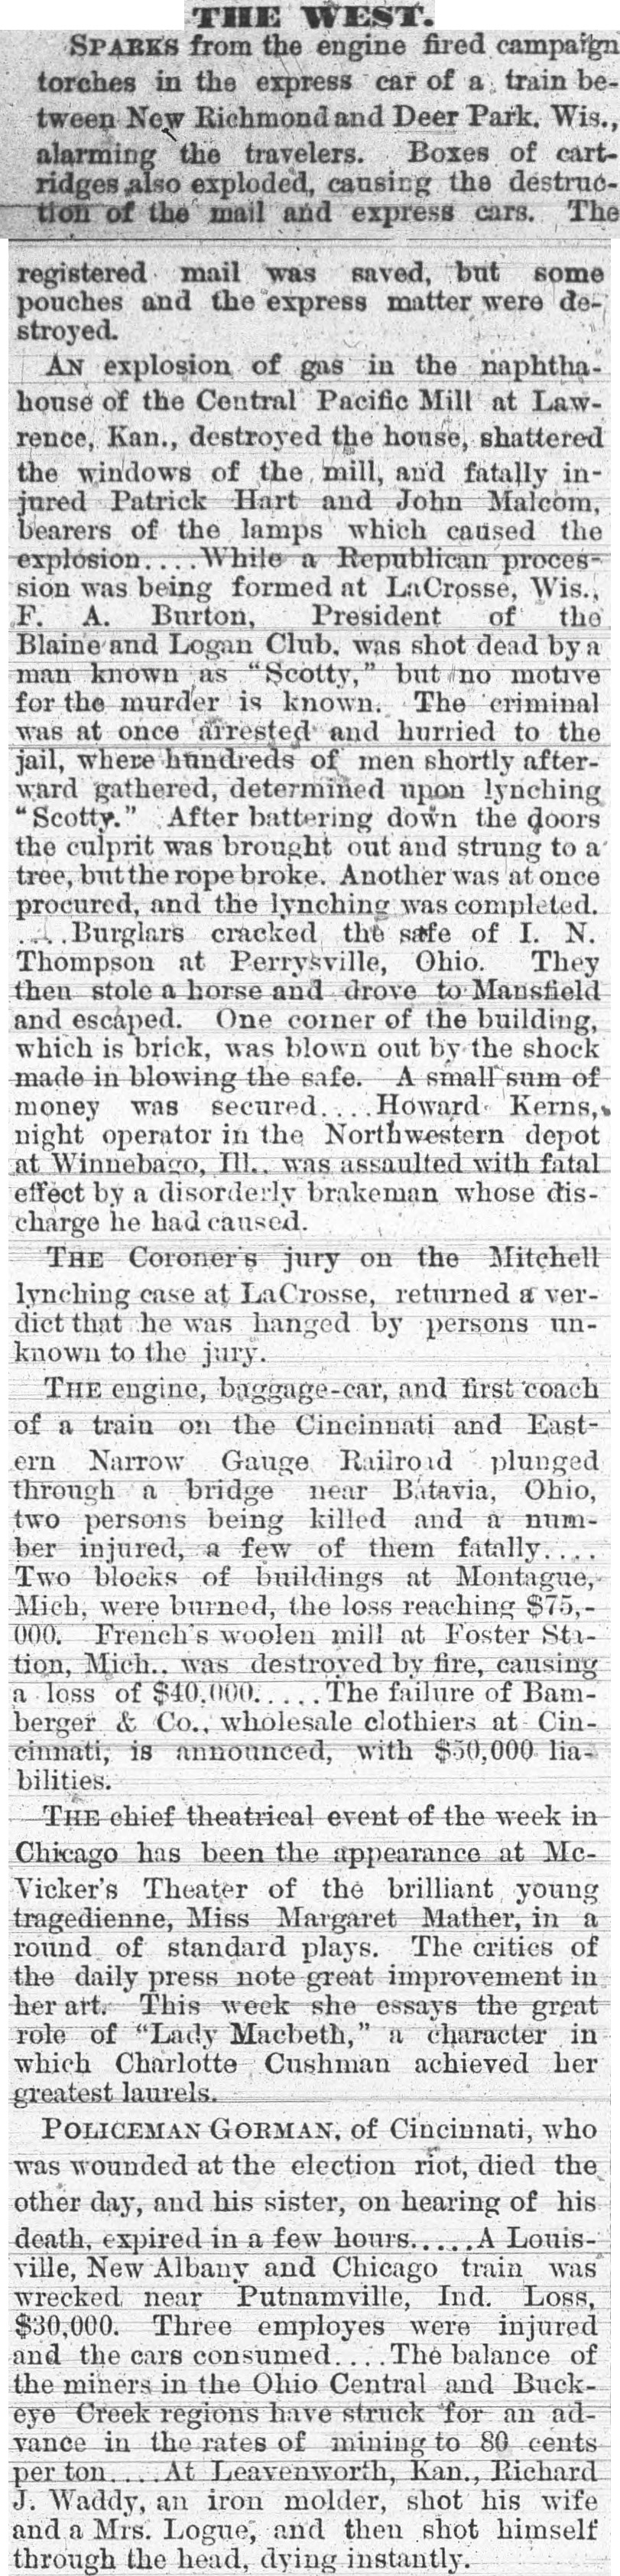 THE WEST.
SPARKS from the engine fired campaign
torches in the express car of a train be-
tween New Richmond and Deer Park, Wis.,
alarming the travelers. Boxes of cart-
ridges also exploded, causing the destruc-
tion of the mail and express cars. The
registered mail was saved, but some
pouches and the express matter were de-
stroyed.
AN explosion of gas in the naphtha-
house of the Central Pacific Mill at Law-
rence, Kan., destroyed the house, shattered
the windows of the mill, and fatally in-
jured Patrick Hart and John Malcom,
bearers of the lamps which caused the
explosion....While a Republican proces-
sion was being formed at LaCrosse, Wis.,
F. A. Burton, President of the
Blaine and Logan Club, was shot dead by a
man known as "Scotty," but no motive
for the murder is known. The criminal
was at once arrested and hurried to the
jail, where hundreds of men shortly after-
ward gathered, determined upon lynching
"Scotty." After battering down the doors
the culprit was brought out and strung to a
tree, but the rope broke. Another was at once
procured, and the lynching was completed.
....Burglars cracked the safe of I. N.
Thompson at Perrysville, Ohio. They
then stole a horse and drove to Mansfield
and escaped. One corner of the building,
which is brick, was blown out by the shock
made in blowing the safe. A small sum of
money was secured....Howard Kerns,
night operator in the Northwestern depot
at Winnebago, Ill., was assaulted with fatal
effect by a disorderly brakeman whose dis-
charge he had caused.
THE Coroner's jury on the Mitchell
lynching case at LaCrosse, returned a ver-
dict that he was hanged by persons un-
known to the jury.
THE engine, baggage-car, and first coach
of a train on the Cincinnati and East-
ern Narrow Gauge Railroad plunged
through a bridge near Batavia, Ohio,
two persons being killed and a num-
ber injured, a few of them fatally....
Two blocks of buildings at Montague,
Mich, were burned, the loss reaching $75,-
000. French's woolen mill at Foster Sta-
tion, Mich., was destroyed by fire, causing
a loss of $40,000.....The failure of Bam-
berger & Co., wholesale clothiers at Cin-
cinnati, is announced, with $50,000 lia-
bilities.
THE chief theatrical event of the week in
Chicago has been the appearance at Mc-
Vicker's Theater of the brilliant young
tragedienne, Miss Margaret Mather, in a
round of standard plays. The critics of
the daily press note great improvement in
her art. This week she essays the great
role of "Lady Macbeth," a character in
which Charlotte Cushman achieved her
greatest laurels.
POLICEMAN GORMAN, of Cincinnati, who
was wounded at the election riot, died the
other day, and his sister, on hearing of his
death, expired in a few hours.....A Louis-
ville, New Albany and Chicago train was
wrecked near Putnamville, Ind. Loss,
$30,000. Three employes were injured
and the cars consumed....The balance of
the miners in the Ohio Central and Buck-
eye Creek regions have struck for an ad-
vance in the rates of mining to 80 cents
per ton....At Leavenworth, Kan., Richard
J. Waddy, an iron molder, shot his wife
and a Mrs. Logue, and then shot himself
through the head, dying instantly.